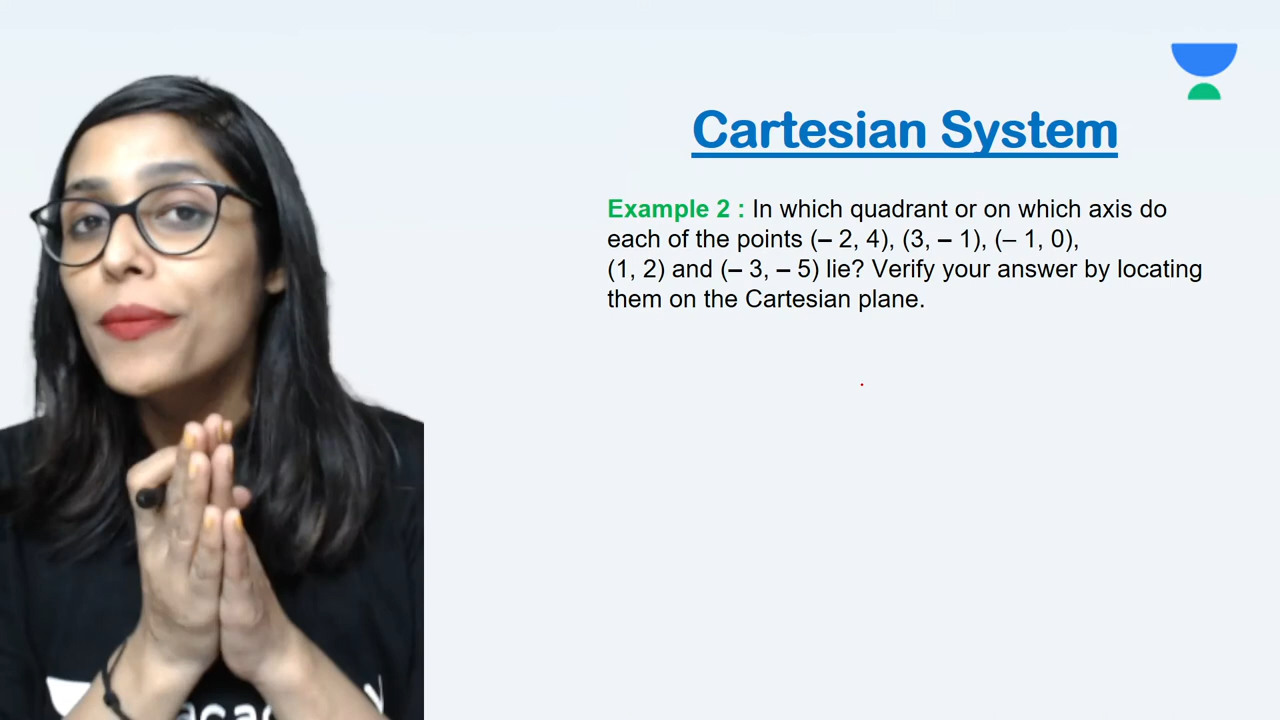 Cartesian System
Example 2 : In which quadrant or on which axis do
each of the points (– 2, 4), (3, – 1), (– 1, 0),
(1, 2) and (– 3, – 5) lie? Verify your answer by locating
them on the Cartesian plane.